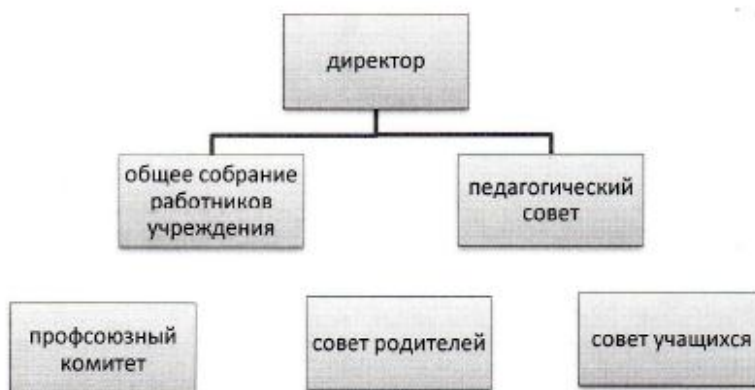 директор
общее собрание
работников
учреждения
педагогический
совет
профсоюзный
комитет
совет родителей
совет учащихся